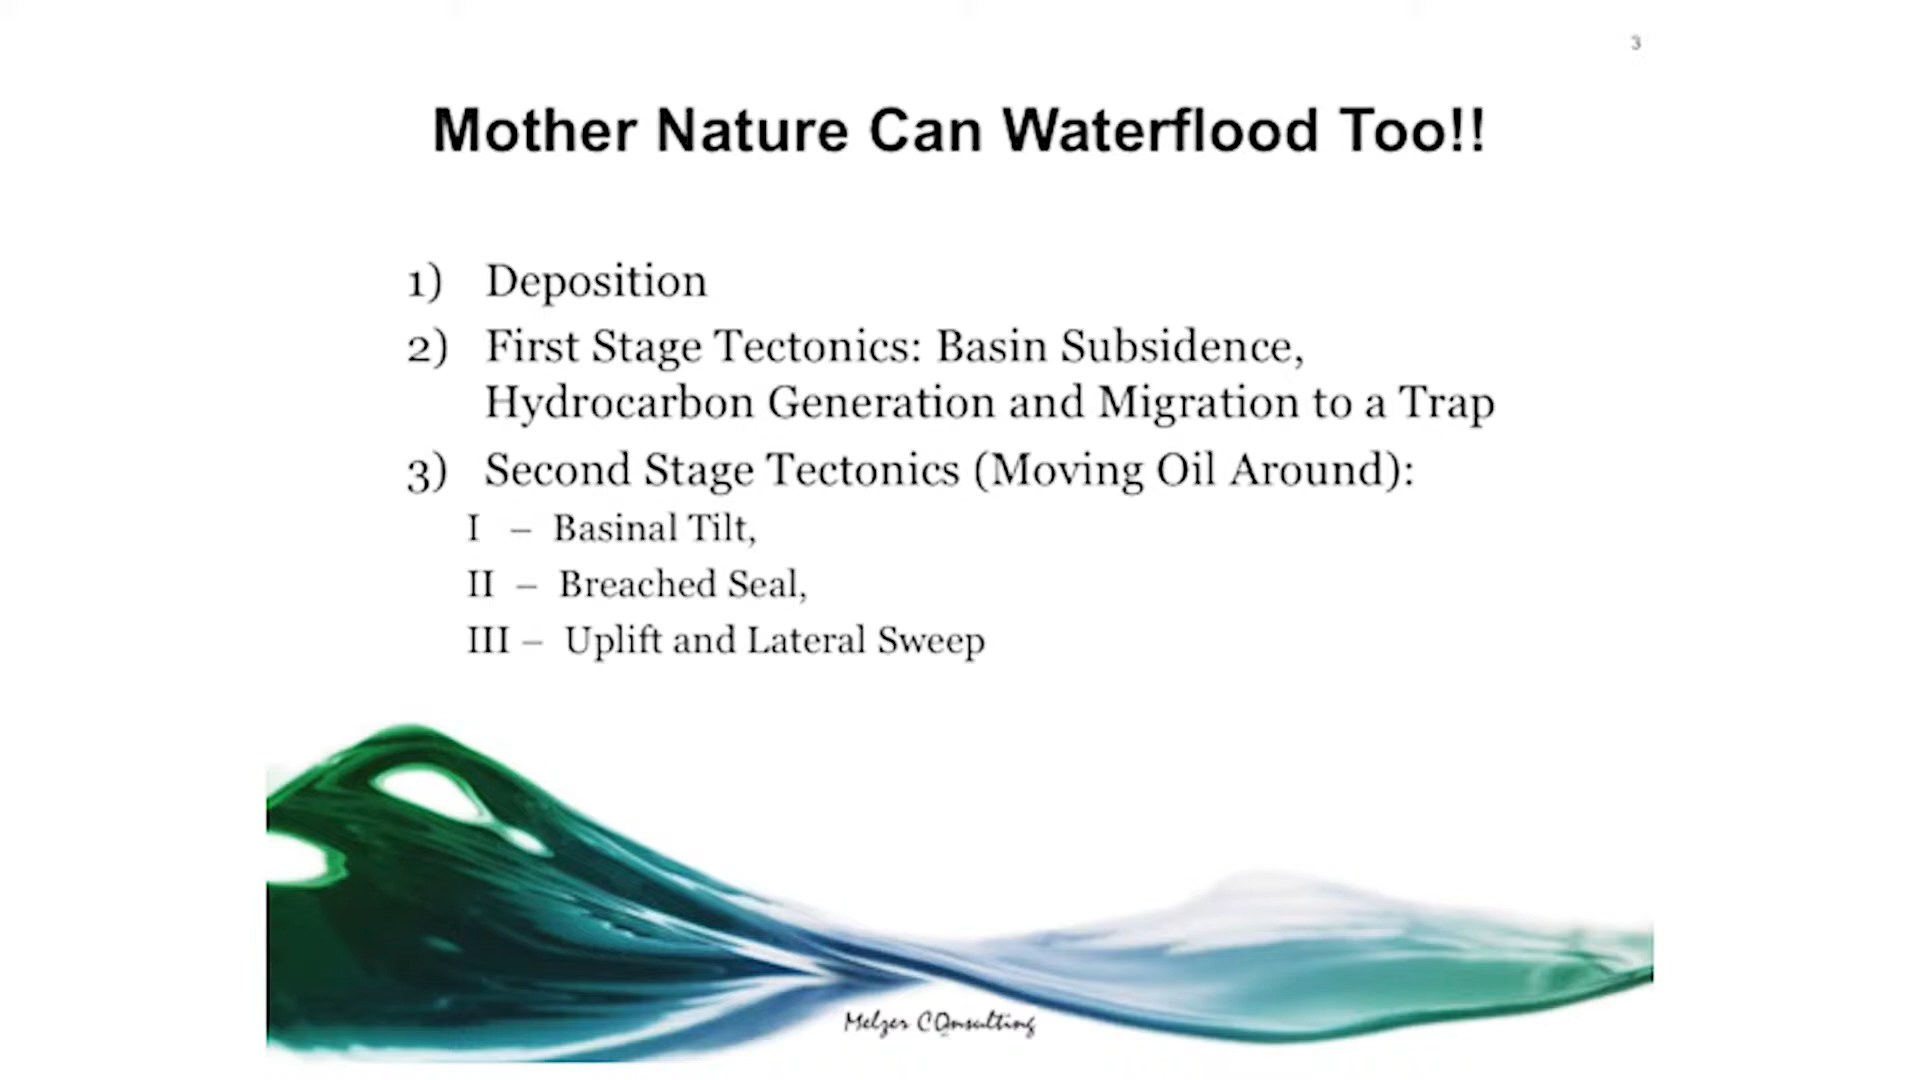 3
Mother Nature Can Waterflood Too!!
1) Deposition
2) First Stage Tectonics: Basin Subsidence,
Hydrocarbon Generation and Migration to a Trap
3) Second Stage Tectonics (Moving Oil Around):
I – Basinal Tilt,
II – Breached Seal,
III – Uplift and Lateral Sweep
Melzer COnsulting